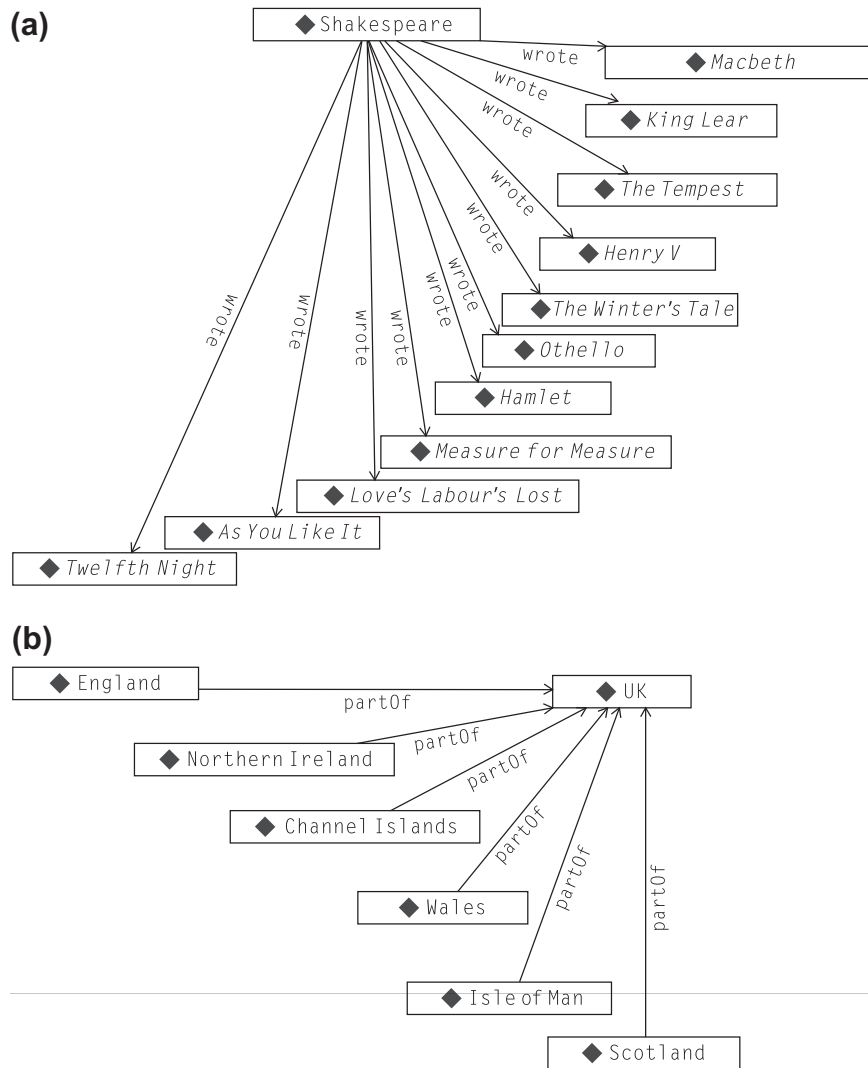 (a)
Shakespeare
wrote
Macbeth
wrote
King Lear
wrote
The Tempest
wrote
Henry V
wrote
The Winter's Tale
wrote
Othello
wrote
Hamlet
wrote
Measure for Measure
wrote
Love's Labour's Lost
wrote
As You Like It
wrote
Twelfth Night
(b)
England
partOf
UK
Northern Ireland
partOf
Channel Islands
partOf
Wales
partOf
Isle of Man
partOf
Scotland
partOf